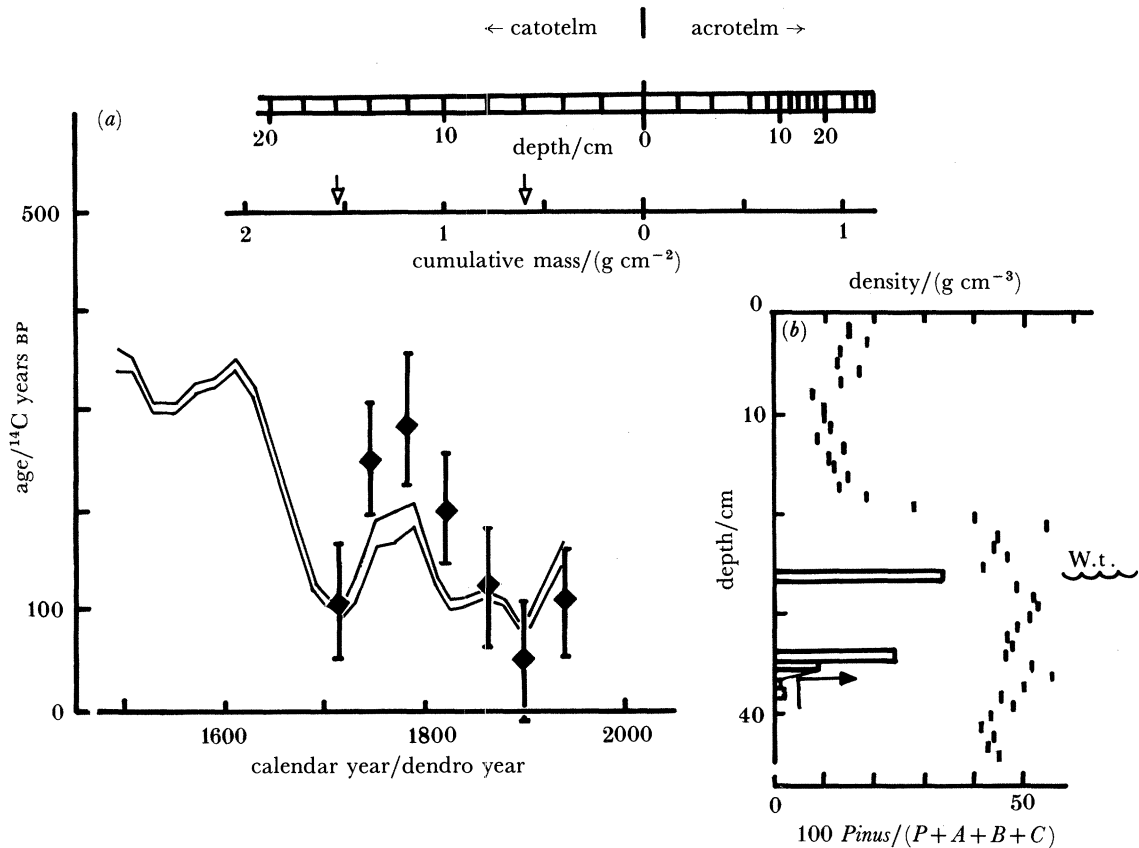 ← catotelm
acrotelm →
(a)
20
10
0
10
20
depth/cm
500
2
1
0
1
cumulative mass/(g cm⁻²)
density/(g cm⁻³)
0
(b)
age/¹⁴C years BP
10
depth/cm
W.t.
100
40
0
1600
1800
2000
calendar year/dendro year
0
50
100 Pinus/(P+A+B+C)